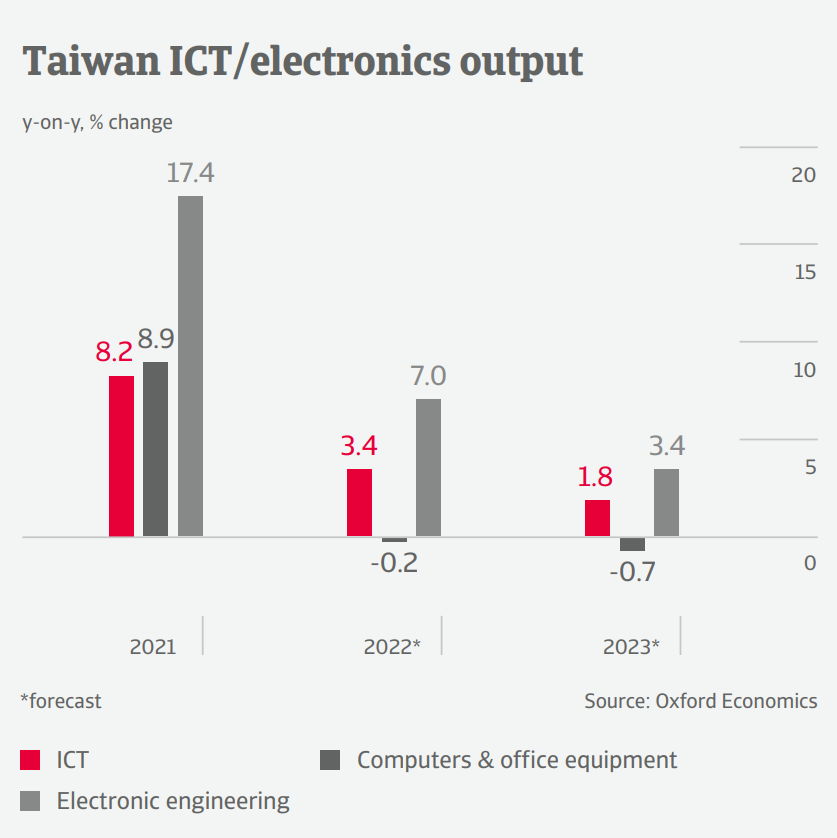 Taiwan ICT/electronics output
y-on-y, % change
20
17.4
15
10
8.2
8.9
3.4
7.0
1.8
3.4
5
-0.2
-0.7
0
2021
2022*
2023*
*forecast
Source: Oxford Economics
ICT
Computers & office equipment
Electronic engineering